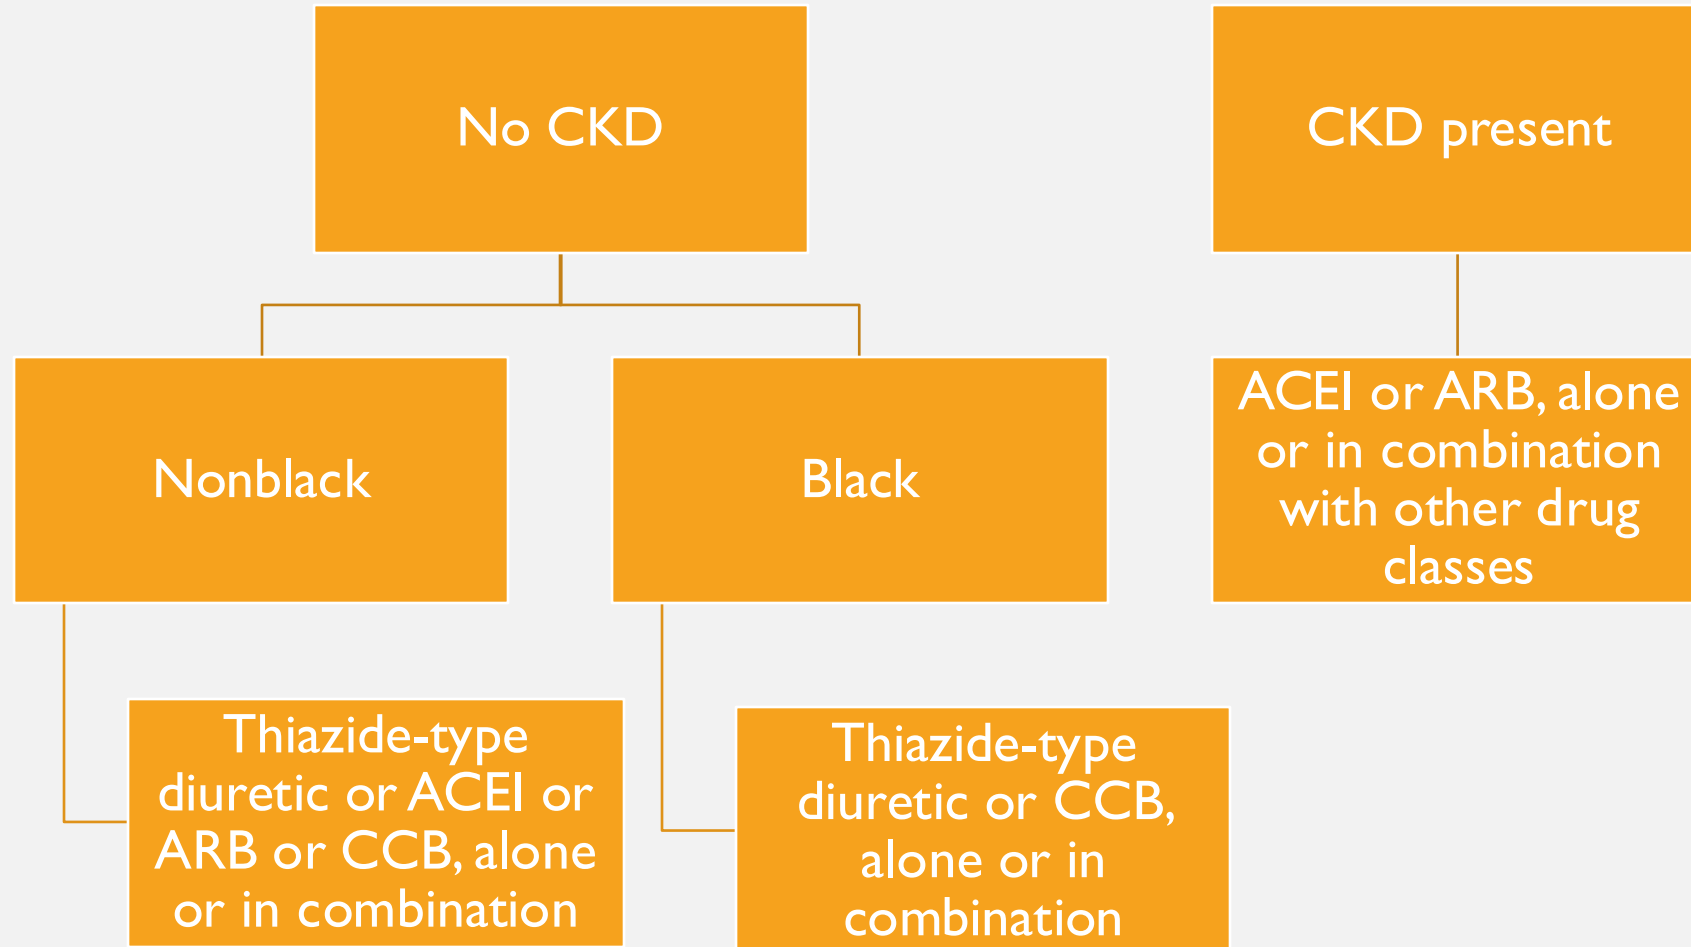 No CKD
CKD present
Nonblack
Black
ACEI or ARB, alone
or in combination
with other drug
classes
Thiazide-type
diuretic or ACEI or
ARB or CCB, alone
or in combination
Thiazide-type
diuretic or CCB,
alone or in
combination